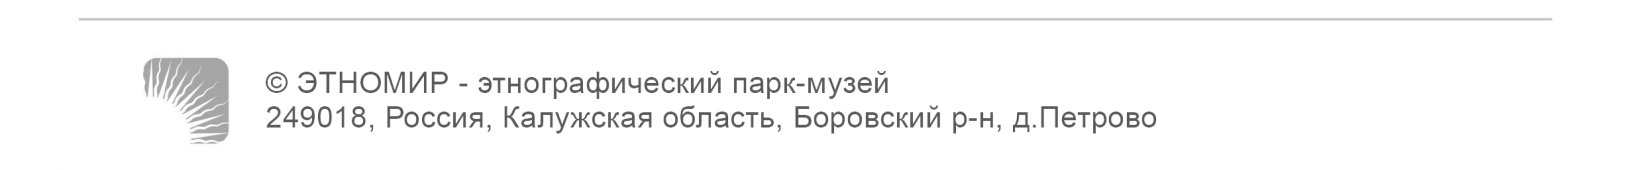 © ЭТНОМИР - этнографический парк-музей
249018, Россия, Калужская область, Боровский р-н, д.Петрово